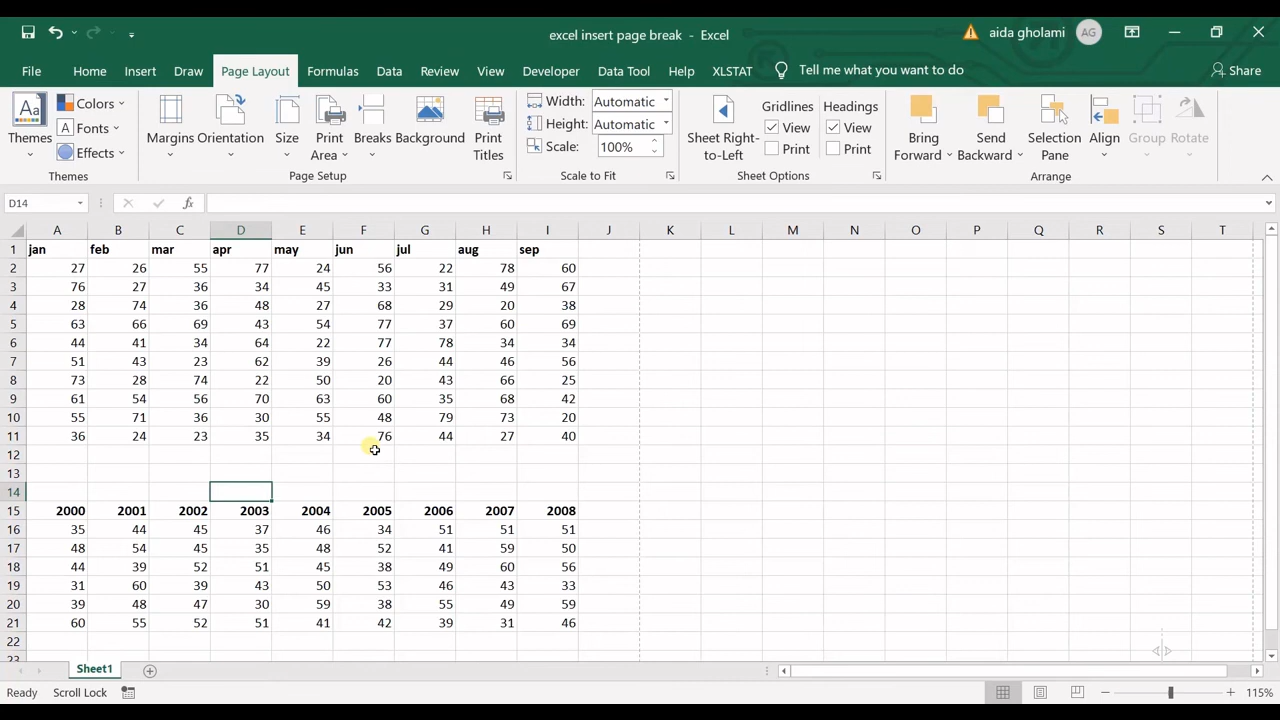 excel insert page break - Excel
aida gholami
AG
File Home Insert Draw Page Layout Formulas Data Review View Developer Data Tool Help XLSTAT Tell me what you want to do Share
Themes
Colors
Fonts
Effects
Themes
Margins Orientation Size Print Area Breaks Background Print Titles
Page Setup
Width: Automatic
Height: Automatic
Scale: 100%
Scale to Fit
Sheet Right-to-Left
Gridlines Headings
View View
Print Print
Sheet Options
Bring Forward Send Backward Selection Pane Align Group Rotate
Arrange
D14 fx
A B C D E F G H I J K L M N O P Q R S T
1 jan feb mar apr may jun jul aug sep
2 27 26 55 77 24 56 22 78 60
3 76 27 36 34 45 33 31 49 67
4 28 74 36 48 27 68 29 20 38
5 63 66 69 43 54 77 37 60 69
6 44 41 34 64 22 77 78 34 34
7 51 43 23 62 39 26 44 46 56
8 73 28 74 22 50 20 43 66 25
9 61 54 56 70 63 60 35 68 42
10 55 71 36 30 55 48 79 73 20
11 36 24 23 35 34 76 44 27 40
12
13
14
15 2000 2001 2002 2003 2004 2005 2006 2007 2008
16 35 44 45 37 46 34 51 51 51
17 48 54 45 35 48 52 41 59 50
18 44 39 52 51 45 38 49 60 56
19 31 60 39 43 50 53 46 43 33
20 39 48 47 30 59 38 55 49 59
21 60 55 52 51 41 42 39 31 46
22
23
Sheet1
Ready Scroll Lock 115%